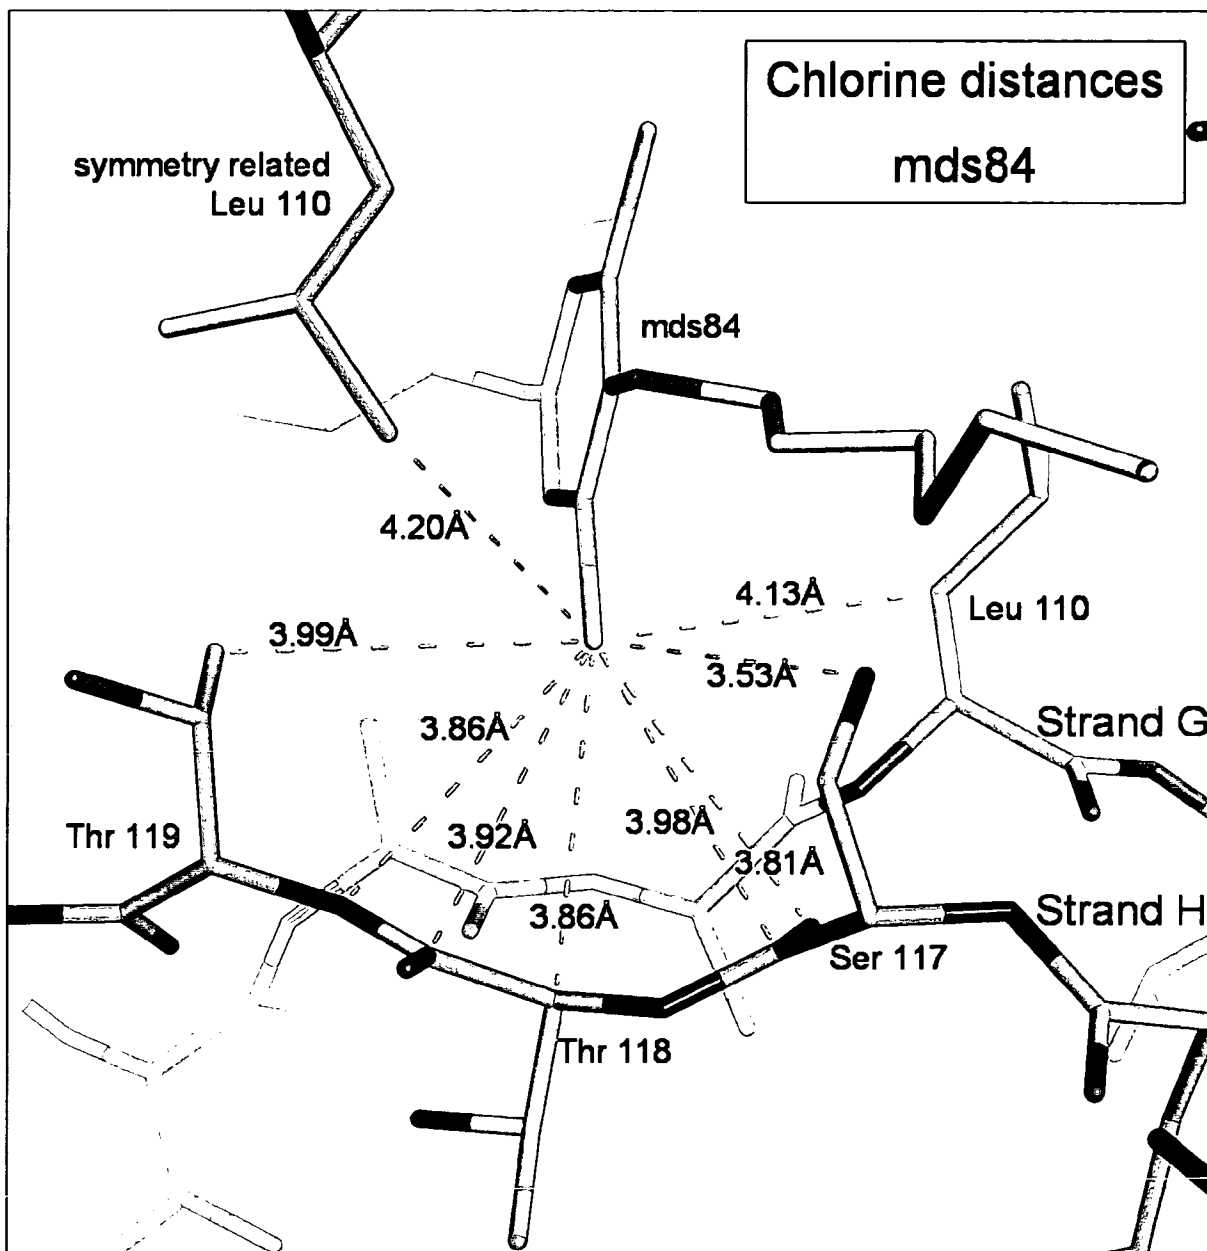 Chlorine distances
mds84
symmetry related
Leu 110
mds84
4.20Å
4.13Å
Leu 110
3.99Å
3.53Å
3.86Å
Strand G
Thr 119
3.92Å
3.98Å
3.81Å
3.86Å
Strand H
Ser 117
Thr 118